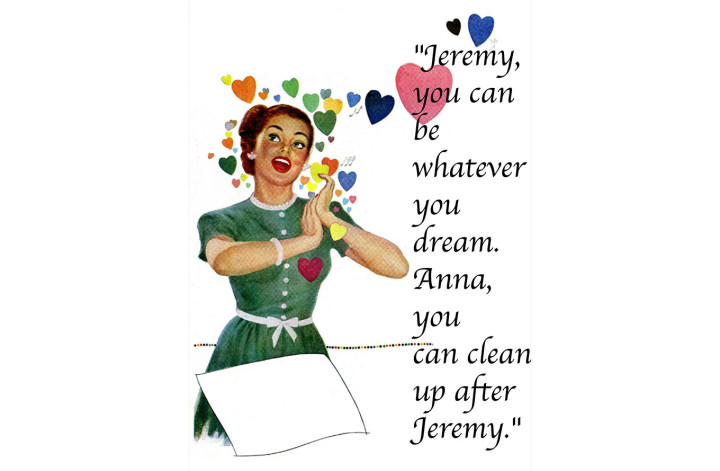 "Jeremy,
you can
be
whatever
you
dream.
Anna,
you
can clean
up after
Jeremy."